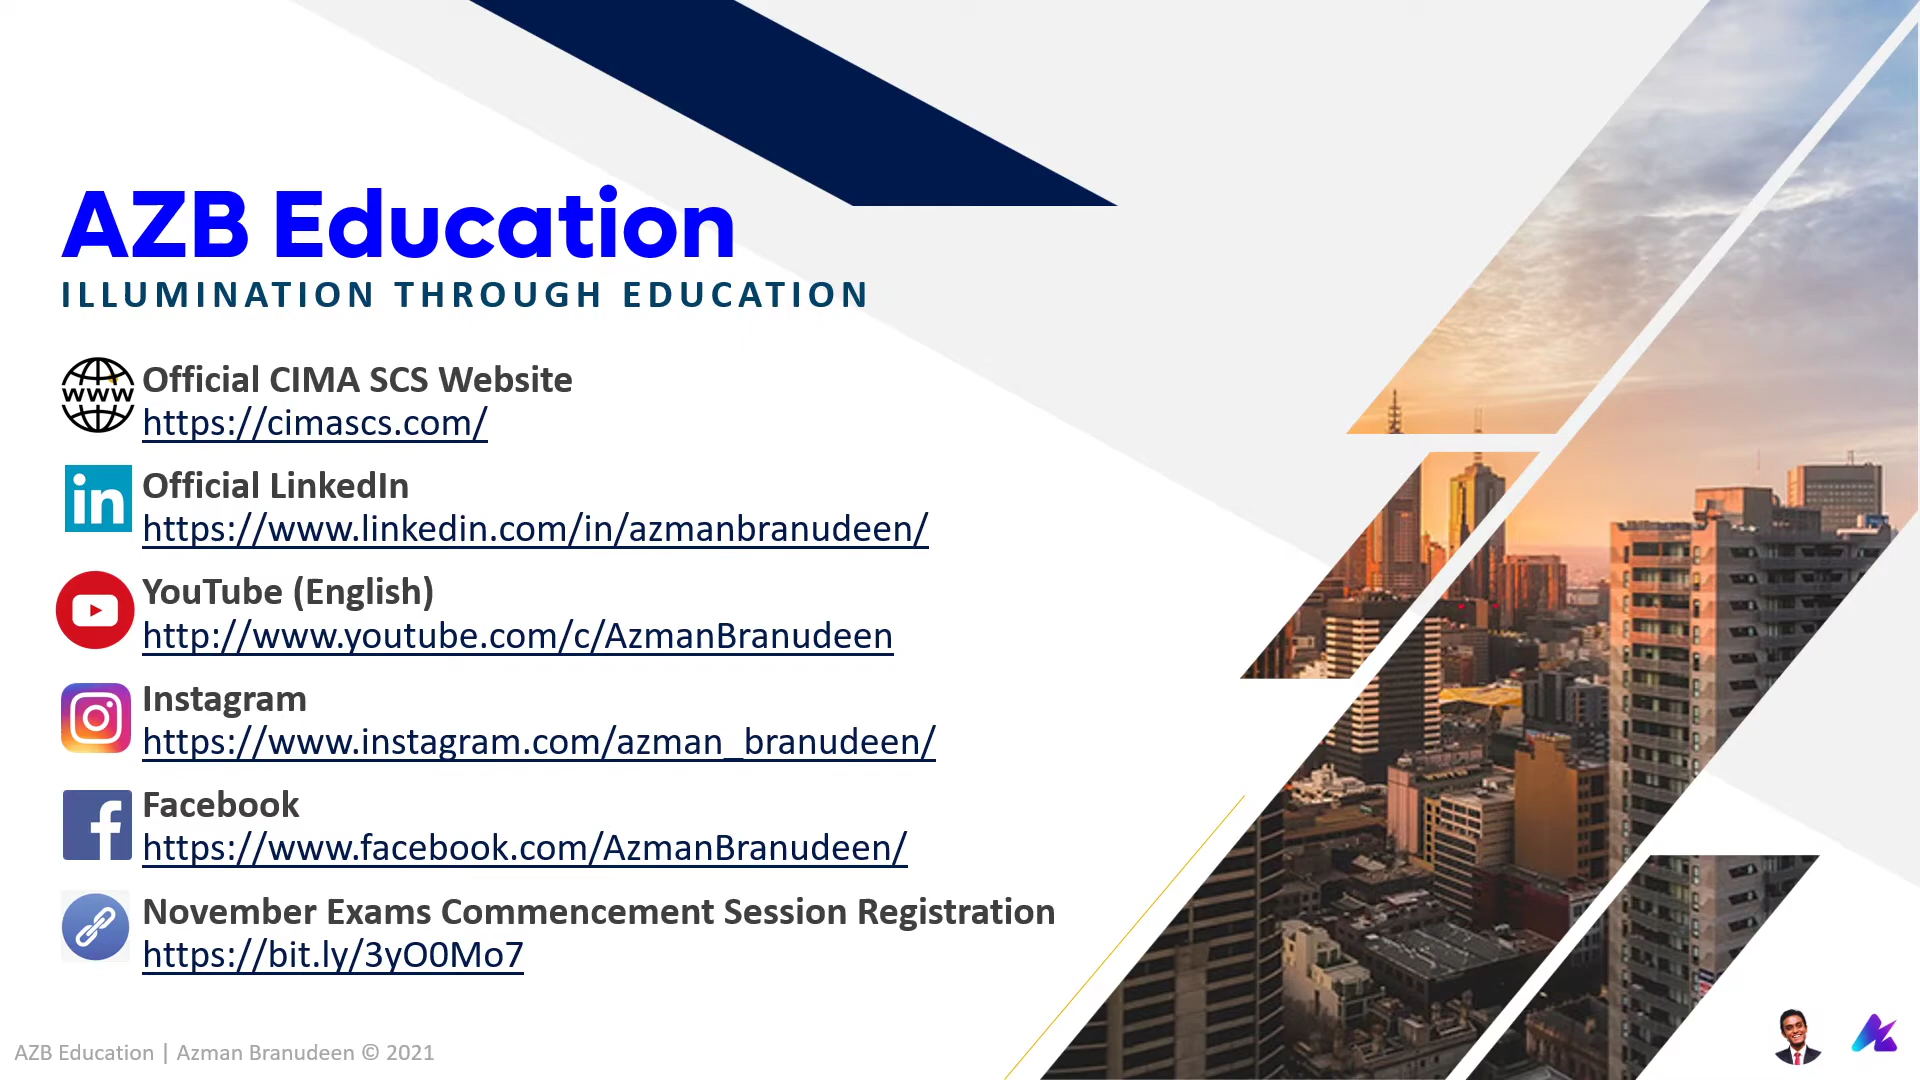 AZB Education
ILLUMINATION THROUGH EDUCATION
www
Official CIMA SCS Website
https://cimascs.com/
in
Official LinkedIn
https://www.linkedin.com/in/azmanbranudeen/
YouTube (English)
http://www.youtube.com/c/AzmanBranudeen
Instagram
https://www.instagram.com/azman_branudeen/
f
Facebook
https://www.facebook.com/AzmanBranudeen/
November Exams Commencement Session Registration
https://bit.ly/3yO0Mo7
AZB Education | Azman Branudeen © 2021